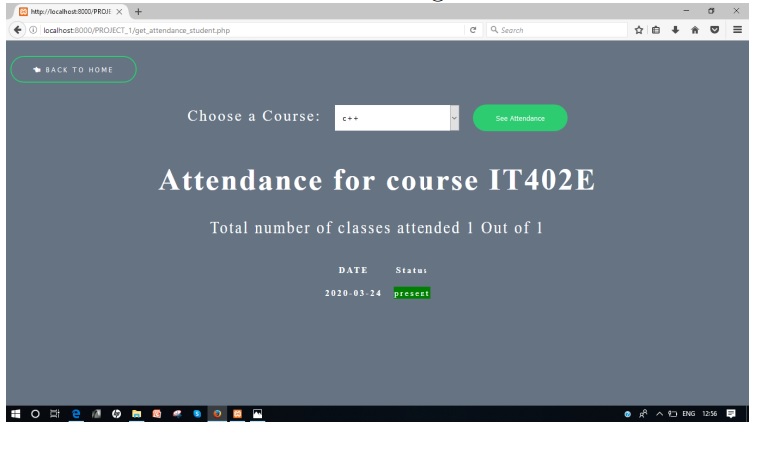 http://localhost:8000/PROJE
localhost:8000/PROJECT_1/get_attendance_student.php
Search
BACK TO HOME
Choose a Course: c++ See Attendance
Attendance for course IT402E
Total number of classes attended 1 Out of 1
DATE Status
2020-03-24 present
ENG 12:56